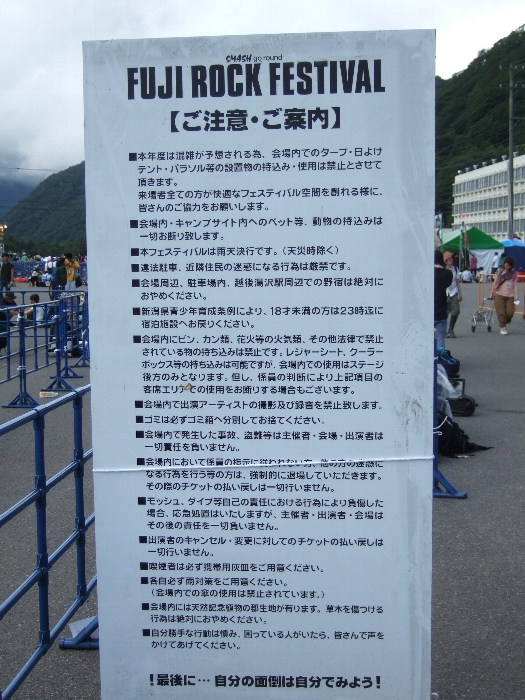 SMASH go round
FUJI ROCK FESTIVAL
【ご注意・ご案内】
■本年度は混雑が予想される為、会場内でのタープ・日よけ
テント・パラソル等の設置物の持込み・使用は禁止とさせて
頂きます。
来場者全ての方が快適なフェスティバル空間を創れる様に、
皆さんのご協力をお願いします。
■会場内・キャンプサイト内へのペット等、動物の持込みは
一切お断り致します。
■本フェスティバルは雨天決行です。（天災時除く）
■違法駐車、近隣住民の迷惑になる行為は厳禁です。
■会場周辺、駐車場内、越後湯沢駅周辺での野宿は絶対に
おやめください。
■新潟県青少年育成条例により、18才未満の方は23時迄に
宿泊施設へお戻りください。
■会場内にビン、カン類、花火等の火気類、その他法律で禁止
されている物の持ち込みは禁止です。レジャーシート、クーラー
ボックス等の持ち込みは可能ですが、会場内での使用はステージ
後方のみとなります。但し、係員の判断により上記項目の
客席エリアでの使用をお断りする場合もございます。
■会場内で出演アーティストの撮影及び録音を禁止致します。
■ゴミは必ずゴミ箱へ分別してお捨てください。
■会場内で発生した事故、盗難等は主催者・会場・出演者は
一切責任を負いません。
■会場内において係員の指示に従われない方、他の方の迷惑に
なる行為を行う等の方は、強制的に退場していただきます。
その際のチケットの払い戻しは一切行いません。
■モッシュ、ダイブ等自己の責任における行為により負傷した
場合、応急処置はいたしますが、主催者・出演者・会場は
その後の責任を一切負いません。
■出演者のキャンセル・変更に対してのチケットの払い戻しは
一切行いません。
■喫煙者は必ず携帯用灰皿をご用意ください。
■各自必ず雨対策をご用意ください。
（会場内での傘の使用は禁止されています。）
■会場内には天然記念植物の群生地が有ります。草木を傷つける
行為は絶対におやめください。
■自分勝手な行動は慎み、困っている人がいたら、皆さんで声を
かけてあげてください。
！最後に…自分の面倒は自分でみよう！